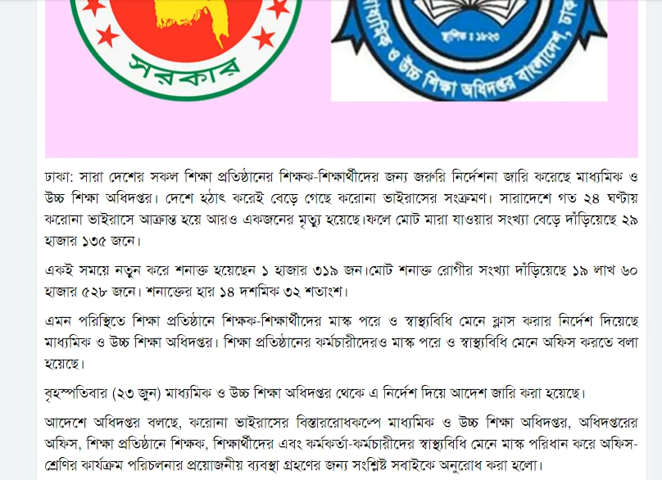 সরকার
মাধ্যমিক ও উচ্চ শিক্ষা অধিদপ্তর বাংলাদেশ, ঢাকা
স্থাপিত : ১৮২৩
ঢাকা: সারা দেশের সকল শিক্ষা প্রতিষ্ঠানের শিক্ষক-শিক্ষার্থীদের জন্য জরুরি নির্দেশনা জারি করেছে মাধ্যমিক ও
উচ্চ শিক্ষা অধিদপ্তর। দেশে হঠাৎ করেই বেড়ে গেছে করোনা ভাইরাসের সংক্রমণ। সারাদেশে গত ২৪ ঘণ্টায়
করোনা ভাইরাসে আক্রান্ত হয়ে আরও একজনের মৃত্যু হয়েছে।ফলে মোট মারা যাওয়ার সংখ্যা বেড়ে দাঁড়িয়েছে ২৯
হাজার ১৩৫ জনে।
একই সময়ে নতুন করে শনাক্ত হয়েছেন ১ হাজার ৩১৯ জন।মোট শনাক্ত রোগীর সংখ্যা দাঁড়িয়েছে ১৯ লাখ ৬০
হাজার ৫২৮ জনে। শনাক্তের হার ১৪ দশমিক ৩২ শতাংশ।
এমন পরিস্থিতে শিক্ষা প্রতিষ্ঠানে শিক্ষক-শিক্ষার্থীদের মাস্ক পরে ও স্বাস্থ্যবিধি মেনে ক্লাস করার নির্দেশ দিয়েছে
মাধ্যমিক ও উচ্চ শিক্ষা অধিদপ্তর। শিক্ষা প্রতিষ্ঠানের কর্মচারীদেরও মাস্ক পরে ও স্বাস্থ্যবিধি মেনে অফিস করতে বলা
হয়েছে।
বৃহস্পতিবার (২৩ জুন) মাধ্যমিক ও উচ্চ শিক্ষা অধিদপ্তর থেকে এ নির্দেশ দিয়ে আদেশ জারি করা হয়েছে।
আদেশে অধিদপ্তর বলছে, করোনা ভাইরাসের বিস্তাররোধকল্পে মাধ্যমিক ও উচ্চ শিক্ষা অধিদপ্তর, অধিদপ্তরের
অফিস, শিক্ষা প্রতিষ্ঠানে শিক্ষক, শিক্ষার্থীদের এবং কর্মকর্তা-কর্মচারীদের স্বাস্থ্যবিধি মেনে মাস্ক পরিধান করে অফিস-
শ্রেণির কার্যক্রম পরিচালনার প্রয়োজনীয় ব্যবস্থা গ্রহণের জন্য সংশ্লিষ্ট সবাইকে অনুরোধ করা হলো।